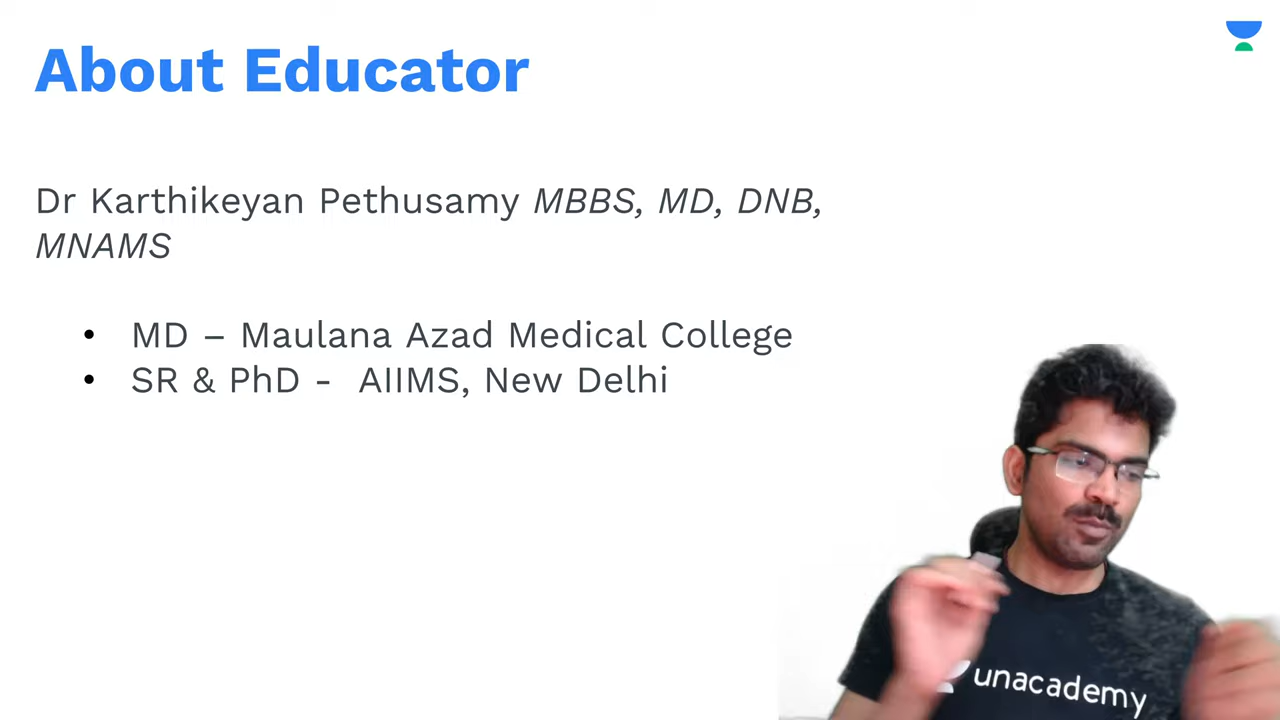 About Educator
Dr Karthikeyan Pethusamy MBBS, MD, DNB,
MNAMS
• MD – Maulana Azad Medical College
• SR & PhD - AIIMS, New Delhi
unacademy